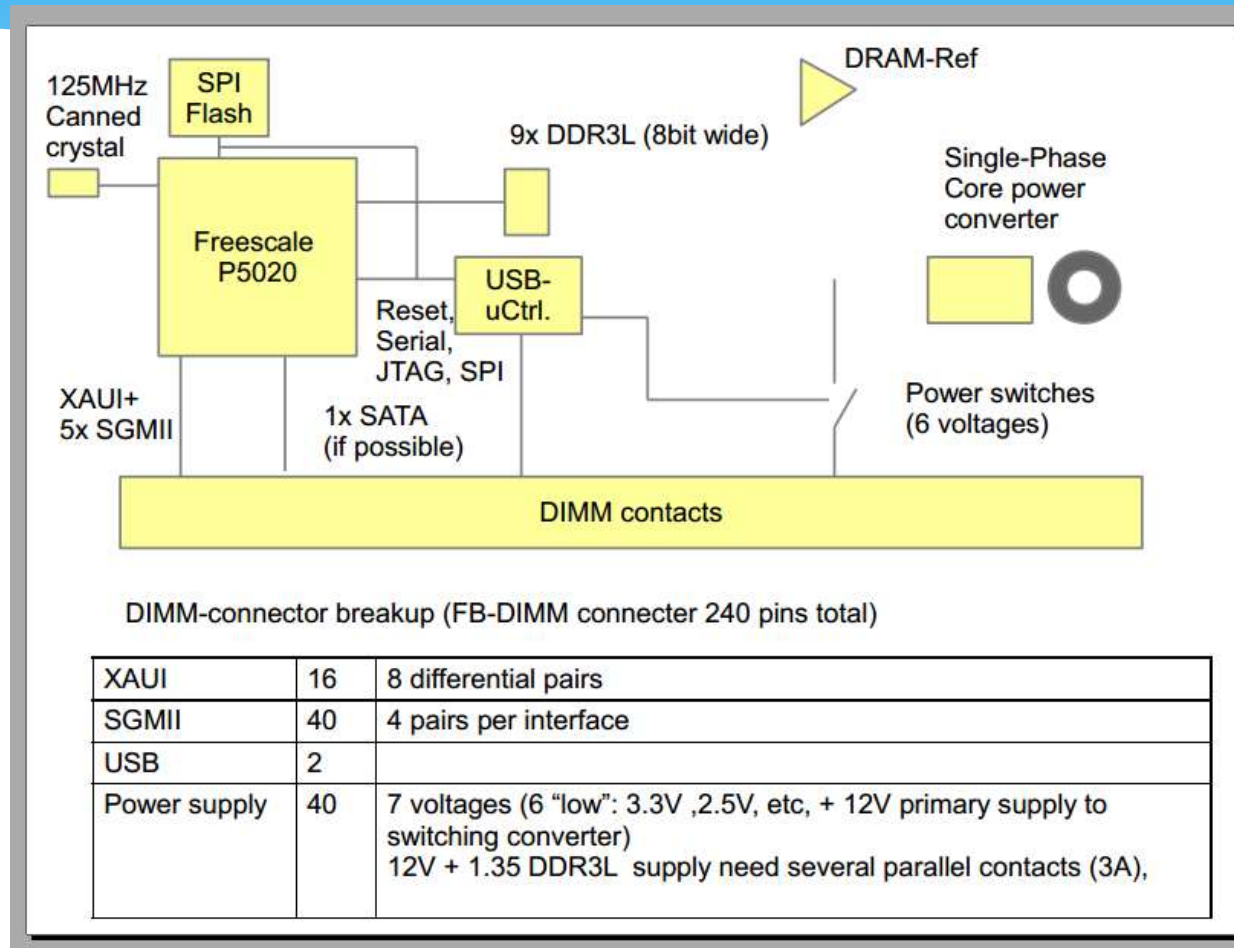 125MHz
Canned
crystal
SPI
Flash
DRAM-Ref
9x DDR3L (8bit wide)
Single-Phase
Core power
converter
Freescale
P5020
USB-
uCtrl.
Reset,
Serial,
JTAG, SPI
XAUI+
5x SGMII
1x SATA
(if possible)
Power switches
(6 voltages)
DIMM contacts
DIMM-connector breakup (FB-DIMM connecter 240 pins total)
XAUI 16 8 differential pairs
SGMII 40 4 pairs per interface
USB 2
Power supply 40 7 voltages (6 “low”: 3.3V ,2.5V, etc, + 12V primary supply to
switching converter)
12V + 1.35 DDR3L supply need several parallel contacts (3A),